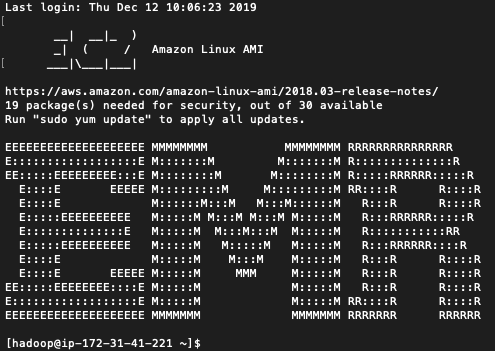 Last login: Thu Dec 12 10:06:23 2019
[
       __|  __|_  )
       _|  (     /   Amazon Linux AMI
[     ___|\___|___|

https://aws.amazon.com/amazon-linux-ami/2018.03-release-notes/
19 package(s) needed for security, out of 30 available
Run "sudo yum update" to apply all updates.

EEEEEEEEEEEEEEEEEEEE MMMMMMMM           MMMMMMMM RRRRRRRRRRRRRRR
E::::::::::::::::::E M:::::::M         M:::::::M R::::::::::::::R
EE:::::EEEEEEEEE:::E M::::::::M       M::::::::M R:::::RRRRRR:::::R
  E::::E       EEEEE M:::::::::M     M:::::::::M RR::::R      R::::R
  E::::E             M::::::M:::M   M:::M::::::M   R:::R      R::::R
  E:::::EEEEEEEEEE   M:::::M M:::M M:::M M:::::M   R:::RRRRRR:::::R
  E::::::::::::::E   M:::::M  M:::M:::M  M:::::M   R:::::::::::RR
  E:::::EEEEEEEEEE   M:::::M   M:::::M   M:::::M   R:::RRRRRR::::R
  E::::E             M:::::M    M:::M    M:::::M   R:::R      R::::R
  E::::E       EEEEE M:::::M     MMM     M:::::M   R:::R      R::::R
EE:::::EEEEEEEE::::E M:::::M             M:::::M   R:::R      R::::R
E::::::::::::::::::E M:::::M             M:::::M RR::::R      R::::R
EEEEEEEEEEEEEEEEEEEE MMMMMMM             MMMMMMM RRRRRRR      RRRRRR

[hadoop@ip-172-31-41-221 ~]$